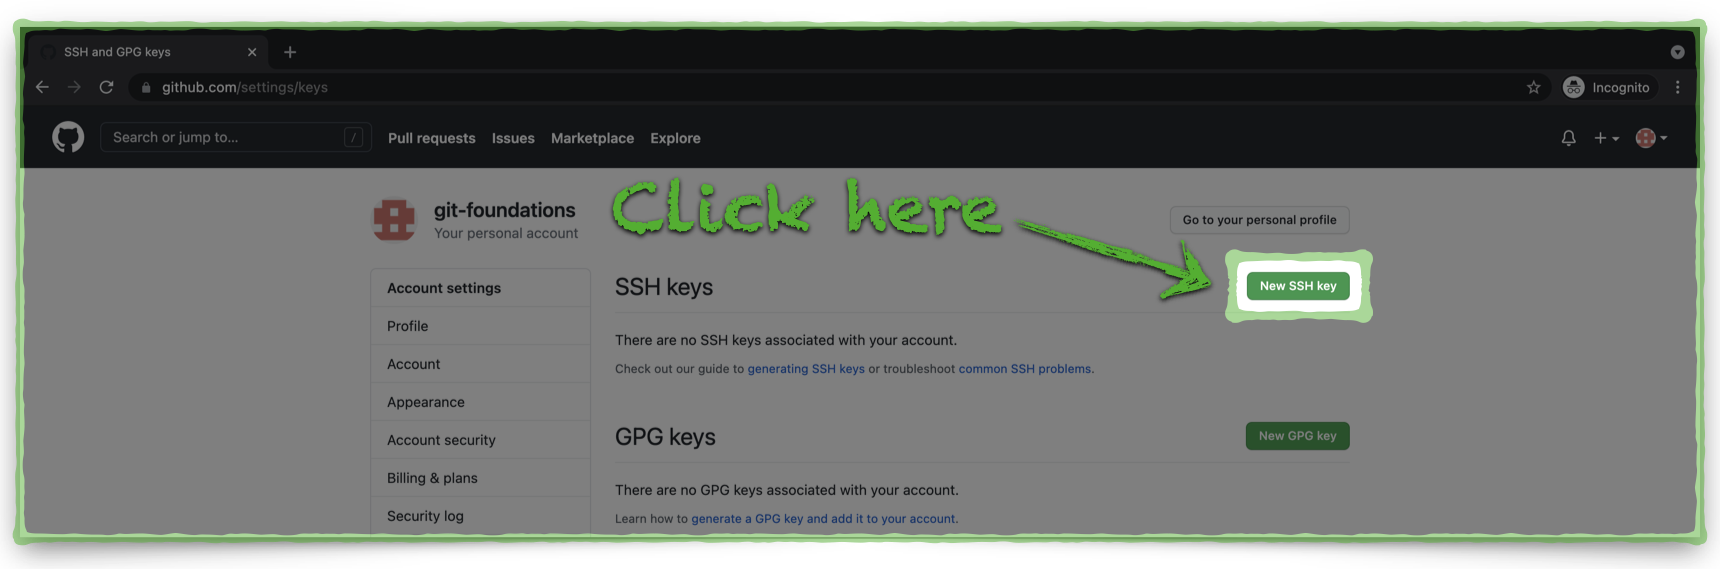 SSH and GPG keys
github.com/settings/keys
Incognito
Search or jump to...
/
Pull requests
Issues
Marketplace
Explore
git-foundations
Your personal account
Click here
Go to your personal profile
Account settings
Profile
Account
Appearance
Account security
Billing & plans
Security log
SSH keys
New SSH key
There are no SSH keys associated with your account.
Check out our guide to generating SSH keys or troubleshoot common SSH problems.
GPG keys
New GPG key
There are no GPG keys associated with your account.
Learn how to generate a GPG key and add it to your account.